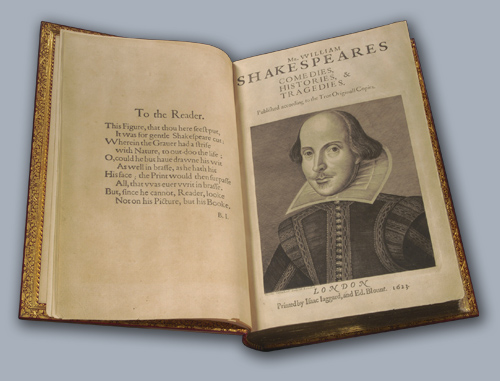 To the Reader.
This Figure, that thou here ſeeſt put,
It was for gentle Shakeſpeare cut;
Wherein the Grauer had a ſtrife
with Nature, to out-doo the life :
O, could he but haue drawne his wit
As well in braſſe, as he hath hit
His face, the Print would then ſurpaſſe
All, that vvas euer vvrit in braſſe.
But, ſince he cannot, Reader, looke
Not on his Picture, but his Booke.
B. I.
Mr. WILLIAM
SHAKESPEARES
COMEDIES,
HISTORIES, &
TRAGEDIES.
Publiſhed according to the True Originall Copies.
LONDON
Printed by Iſaac Iaggard, and Ed. Blount. 1623.